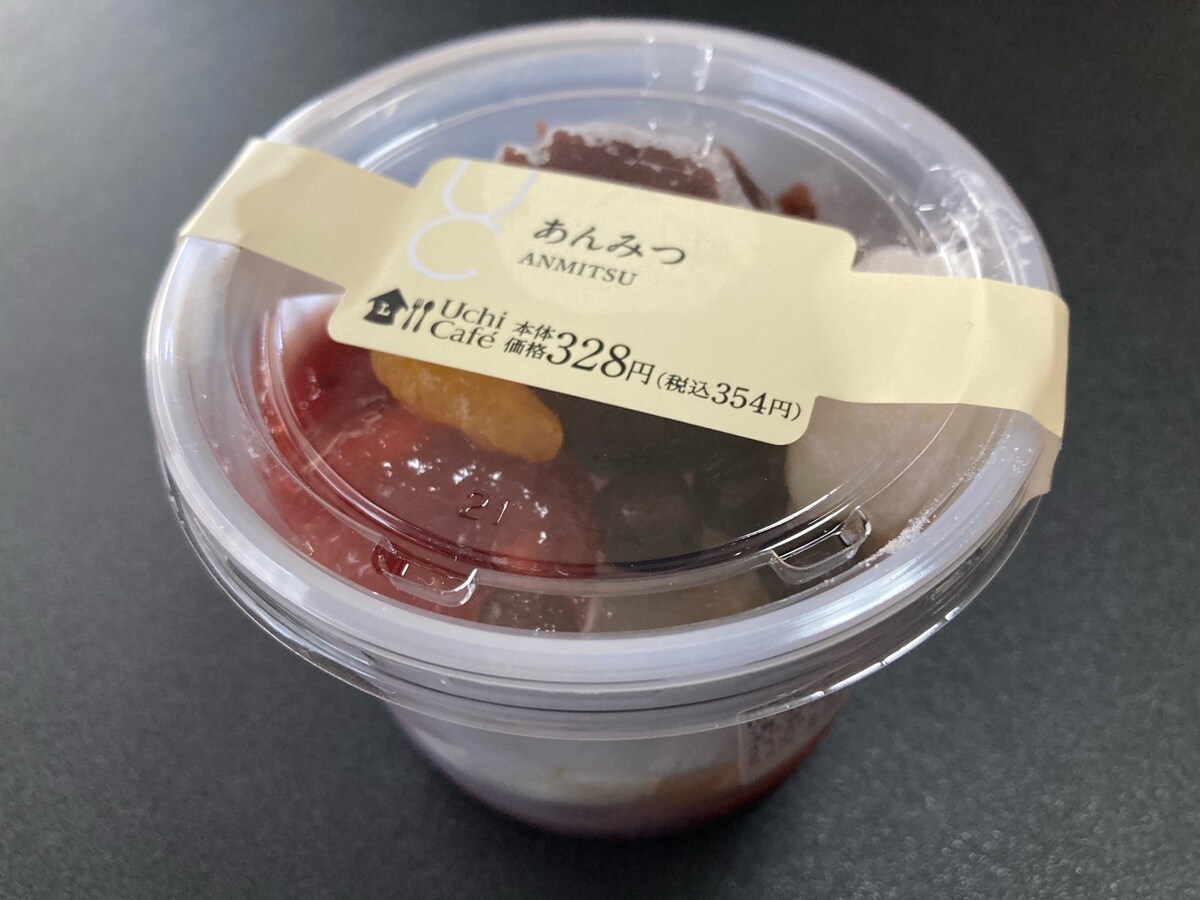 UC
あんみつ
ANMITSU
L
Uchi Café
本体価格328円(税込354円)
21